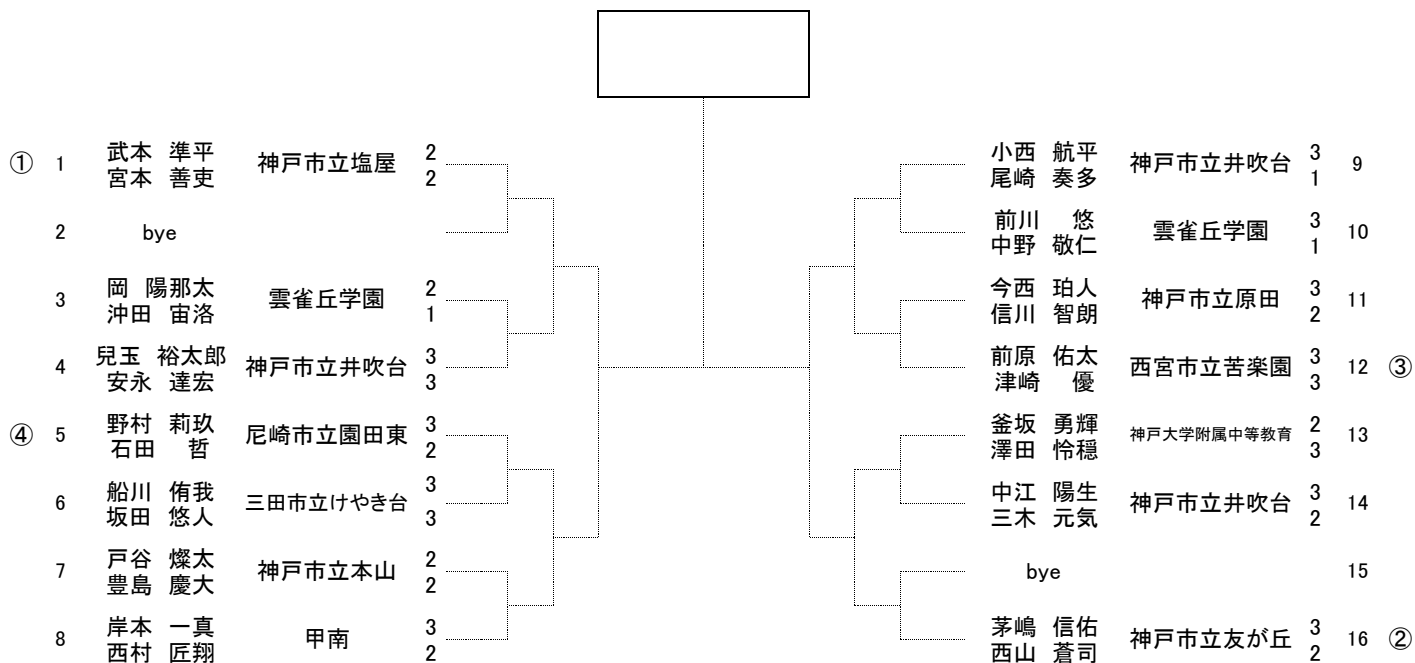 ① 1 武本 準平 神戸市立塩屋 2
宮本 善吏 2
2 bye
3 岡 陽那太 雲雀丘学園 2
沖田 宙洛 1
4 兒玉 裕太郎 神戸市立井吹台 3
安永 達宏 3
④ 5 野村 莉玖 尼崎市立園田東 3
石田 哲 2
6 船川 侑我 三田市立けやき台 3
坂田 悠人 3
7 戸谷 燦太 神戸市立本山 2
豊島 慶大 2
8 岸本 一真 甲南 3
西村 匠翔 2
小西 航平 神戸市立井吹台 3 9
尾崎 奏多 1
前川 悠 雲雀丘学園 3 10
中野 敬仁 1
今西 珀人 神戸市立原田 3 11
信川 智朗 2
前原 佑太 西宮市立苦楽園 3 12 ③
津崎 優 3
釜坂 勇輝 神戸大学附属中等教育 2 13
澤田 怜穏 3
中江 陽生 神戸市立井吹台 3 14
三木 元気 2
bye 15
茅嶋 信佑 神戸市立友が丘 3 16 ②
西山 蒼司 2